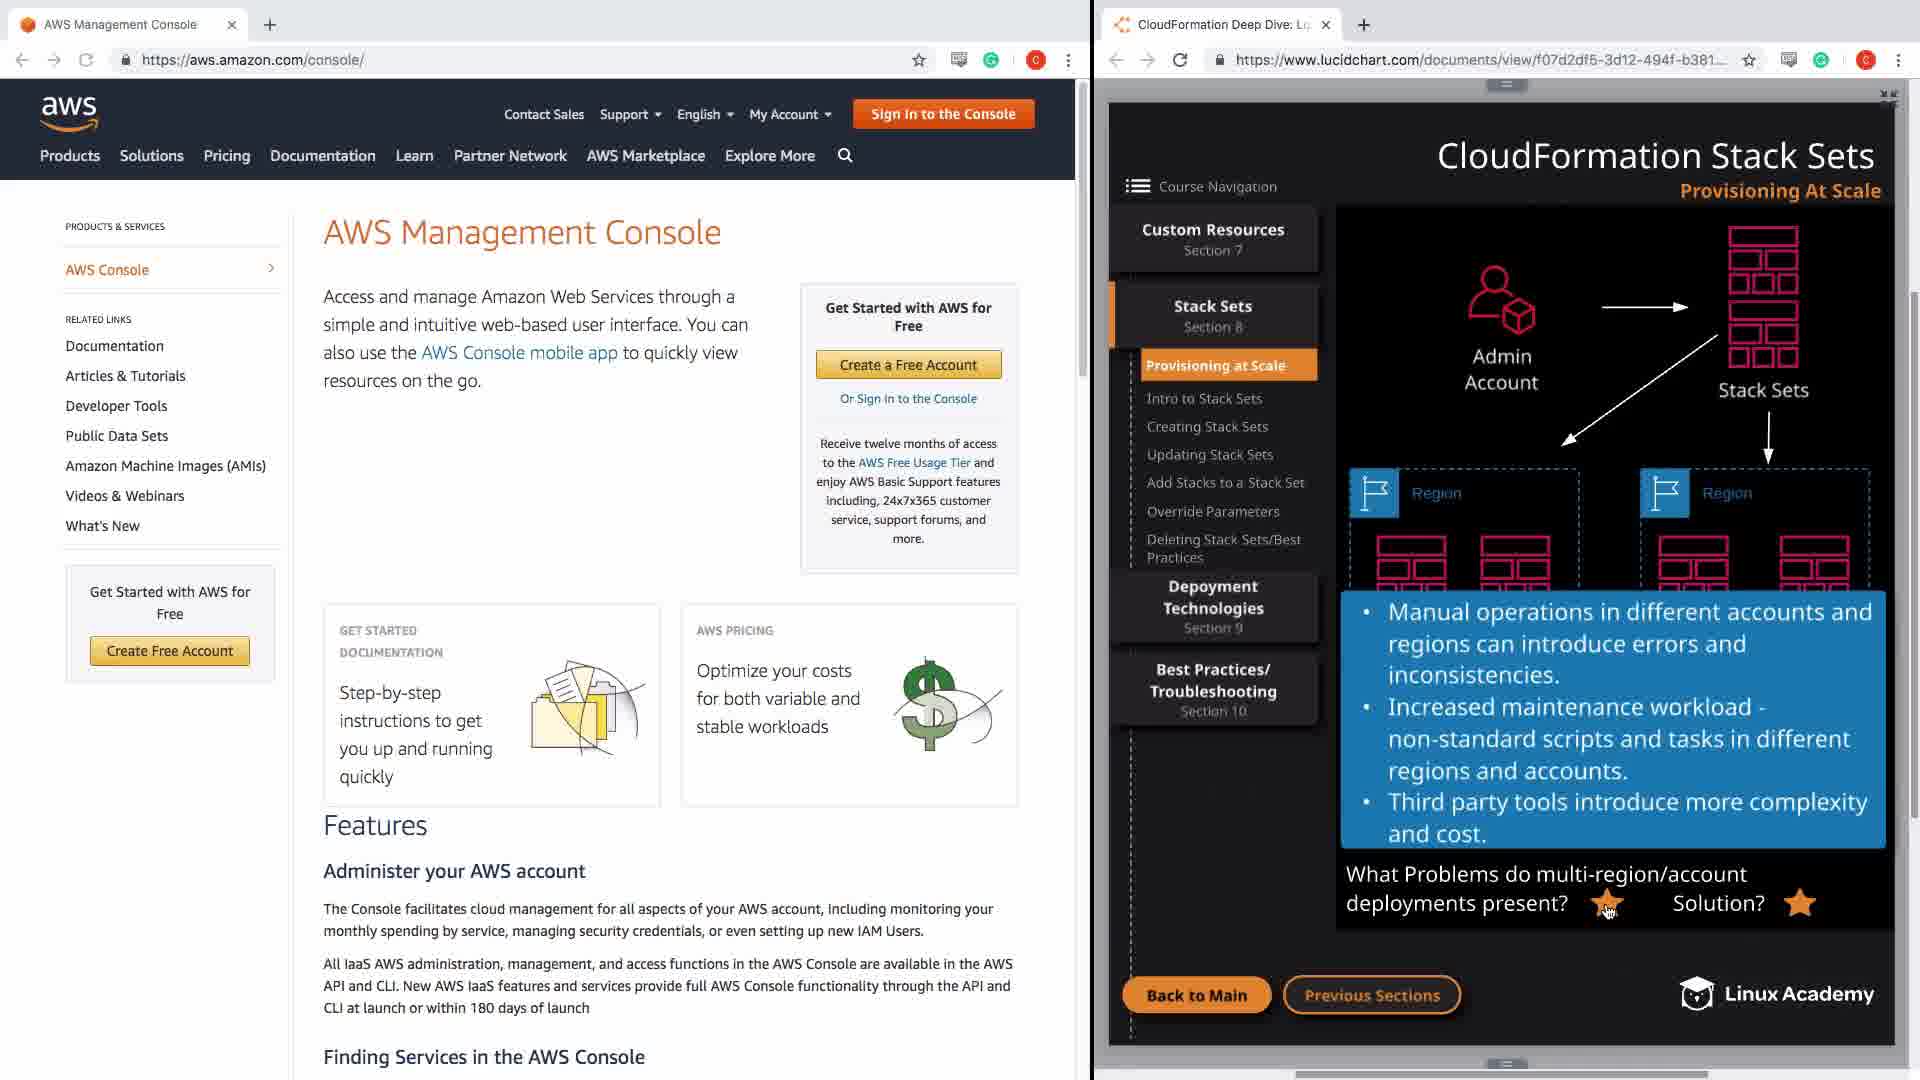 AWS Management Console
https://aws.amazon.com/console/
aws
Contact Sales
Support
English
My Account
Sign In to the Console
Products
Solutions
Pricing
Documentation
Learn
Partner Network
AWS Marketplace
Explore More
PRODUCTS & SERVICES
AWS Console
RELATED LINKS
Documentation
Articles & Tutorials
Developer Tools
Public Data Sets
Amazon Machine Images (AMIs)
Videos & Webinars
What's New
Get Started with AWS for
Free
Create Free Account
AWS Management Console
Access and manage Amazon Web Services through a
simple and intuitive web-based user interface. You can
also use the AWS Console mobile app to quickly view
resources on the go.
Get Started with AWS for
Free
Create a Free Account
Or Sign In to the Console
Receive twelve months of access
to the AWS Free Usage Tier and
enjoy AWS Basic Support features
including, 24x7x365 customer
service, support forums, and
more.
GET STARTED
DOCUMENTATION
Step-by-step
instructions to get
you up and running
quickly
AWS PRICING
Optimize your costs
for both variable and
stable workloads
Features
Administer your AWS account
The Console facilitates cloud management for all aspects of your AWS account, including monitoring your
monthly spending by service, managing security credentials, or even setting up new IAM Users.
All IaaS AWS administration, management, and access functions in the AWS Console are available in the AWS
API and CLI. New AWS IaaS features and services provide full AWS Console functionality through the API and
CLI at launch or within 180 days of launch
Finding Services in the AWS Console
CloudFormation Deep Dive: Lu
https://www.lucidchart.com/documents/view/f07d2df5-3d12-494f-b381...
CloudFormation Stack Sets
Provisioning At Scale
Course Navigation
Custom Resources
Section 7
Stack Sets
Section 8
Provisioning at Scale
Intro to Stack Sets
Creating Stack Sets
Updating Stack Sets
Add Stacks to a Stack Set
Override Parameters
Deleting Stack Sets/Best
Practices
Depoyment
Technologies
Section 9
Best Practices/
Troubleshooting
Section 10
Admin
Account
Stack Sets
Region
Region
• Manual operations in different accounts and
regions can introduce errors and
inconsistencies.
• Increased maintenance workload -
non-standard scripts and tasks in different
regions and accounts.
• Third party tools introduce more complexity
and cost.
What Problems do multi-region/account
deployments present?
Solution?
Back to Main
Previous Sections
Linux Academy